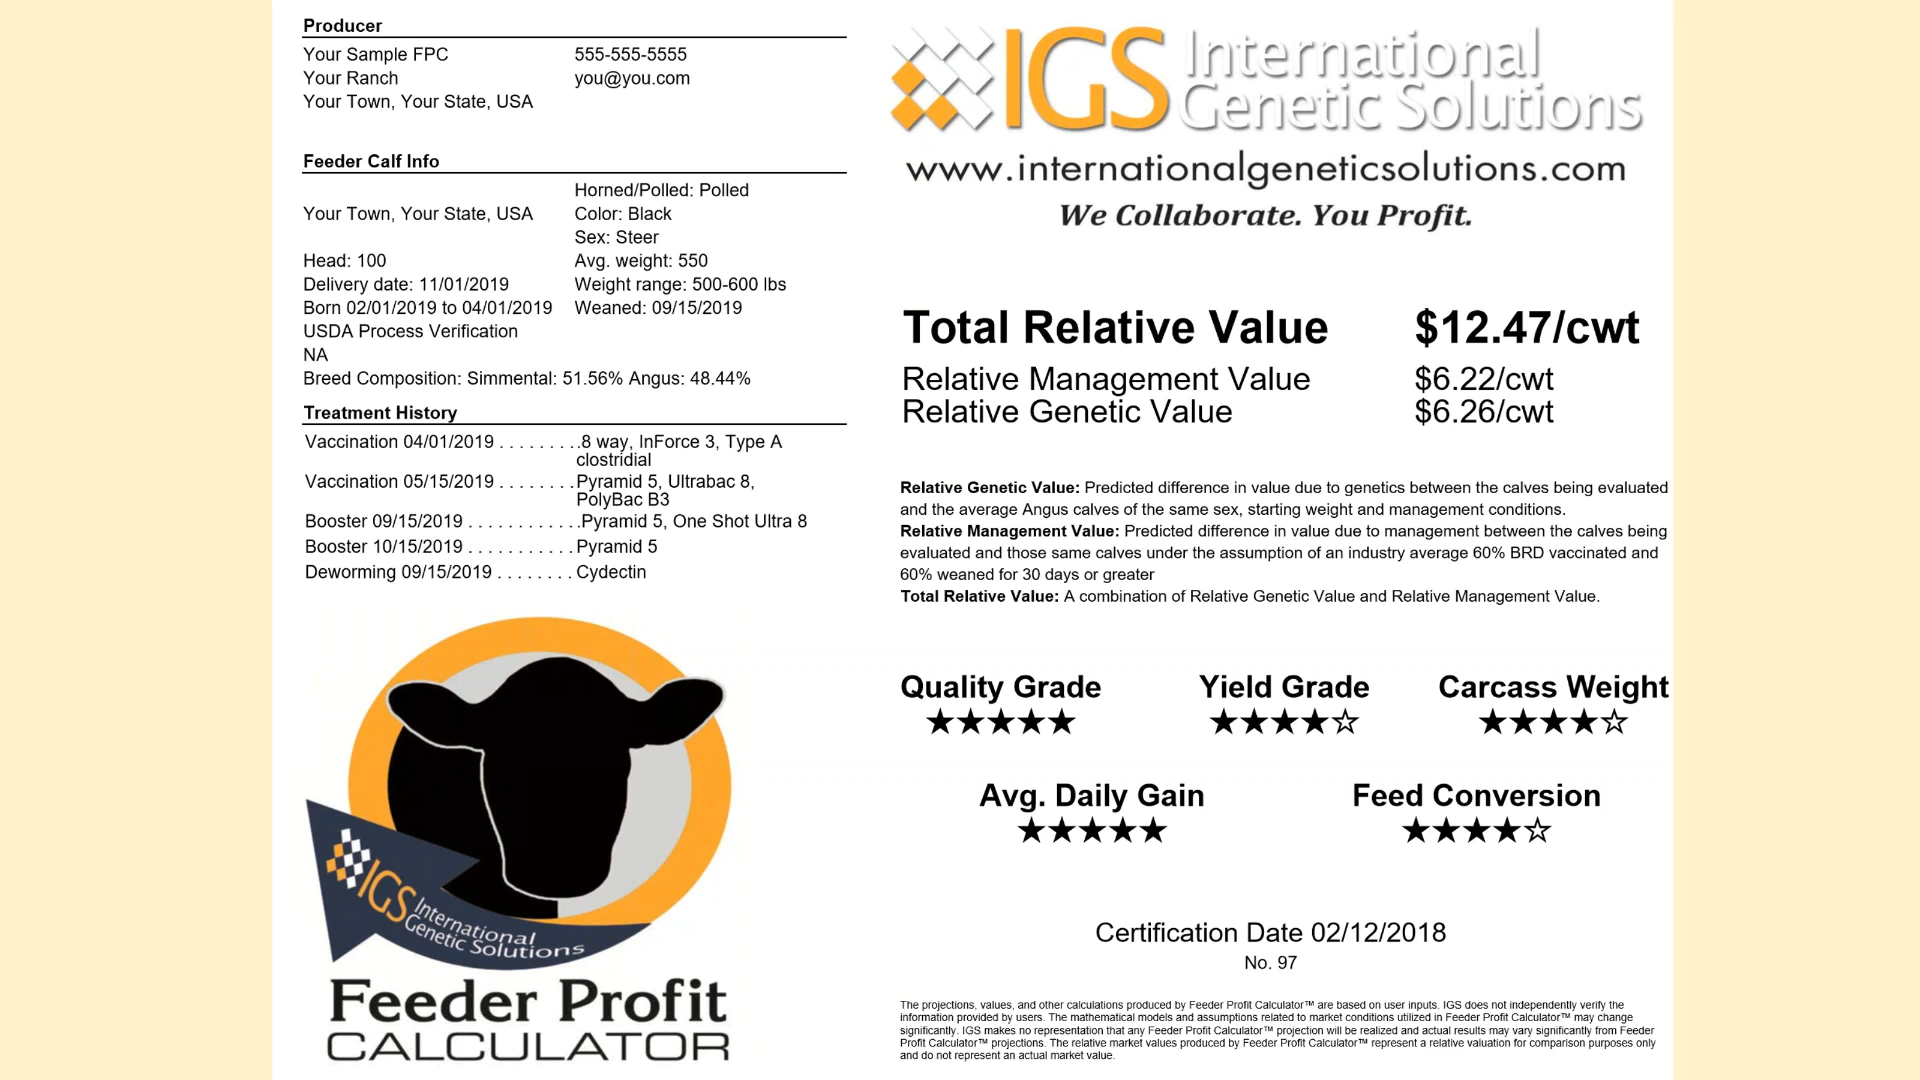 Producer
Your Sample FPC 555-555-5555
Your Ranch you@you.com
Your Town, Your State, USA
Feeder Calf Info
Horned/Polled: Polled
Your Town, Your State, USA Color: Black
Sex: Steer
Head: 100 Avg. weight: 550
Delivery date: 11/01/2019 Weight range: 500-600 lbs
Born 02/01/2019 to 04/01/2019 Weaned: 09/15/2019
USDA Process Verification
NA
Breed Composition: Simmental: 51.56% Angus: 48.44%
Treatment History
Vaccination 04/01/2019 . . . . . . . . .8 way, InForce 3, Type A
clostridial
Vaccination 05/15/2019 . . . . . . . .Pyramid 5, Ultrabac 8,
PolyBac B3
Booster 09/15/2019 . . . . . . . . . . . .Pyramid 5, One Shot Ultra 8
Booster 10/15/2019 . . . . . . . . . . . Pyramid 5
Deworming 09/15/2019 . . . . . . . . Cydectin
IGS International
Genetic Solutions
Feeder Profit
CALCULATOR
IGS International
Genetic Solutions
www.internationalgeneticsolutions.com
We Collaborate. You Profit.
Total Relative Value $12.47/cwt
Relative Management Value $6.22/cwt
Relative Genetic Value $6.26/cwt
Relative Genetic Value: Predicted difference in value due to genetics between the calves being evaluated
and the average Angus calves of the same sex, starting weight and management conditions.
Relative Management Value: Predicted difference in value due to management between the calves being
evaluated and those same calves under the assumption of an industry average 60% BRD vaccinated and
60% weaned for 30 days or greater
Total Relative Value: A combination of Relative Genetic Value and Relative Management Value.
Quality Grade Yield Grade Carcass Weight
★★★★★ ★★★★☆ ★★★★☆
Avg. Daily Gain Feed Conversion
★★★★★ ★★★★☆
Certification Date 02/12/2018
No. 97
The projections, values, and other calculations produced by Feeder Profit Calculator™ are based on user inputs. IGS does not independently verify the
information provided by users. The mathematical models and assumptions related to market conditions utilized in Feeder Profit Calculator™ may change
significantly. IGS makes no representation that any Feeder Profit Calculator™ projection will be realized and actual results may vary significantly from Feeder
Profit Calculator™ projections. The relative market values produced by Feeder Profit Calculator™ represent a relative valuation for comparison purposes only
and do not represent an actual market value.